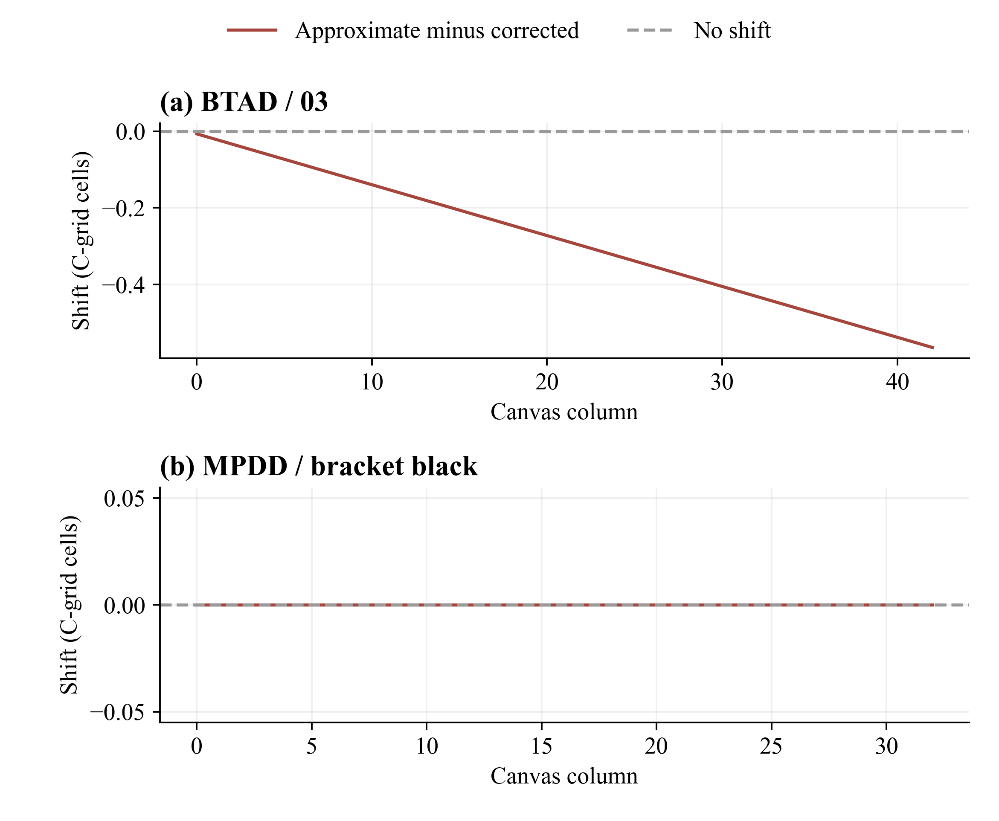 Approximate minus corrected
No shift
(a) BTAD / 03
0.0
−0.2
−0.4
Shift (C-grid cells)
0 10 20 30 40
Canvas column
(b) MPDD / bracket black
0.05
0.00
−0.05
Shift (C-grid cells)
0 5 10 15 20 25 30
Canvas column